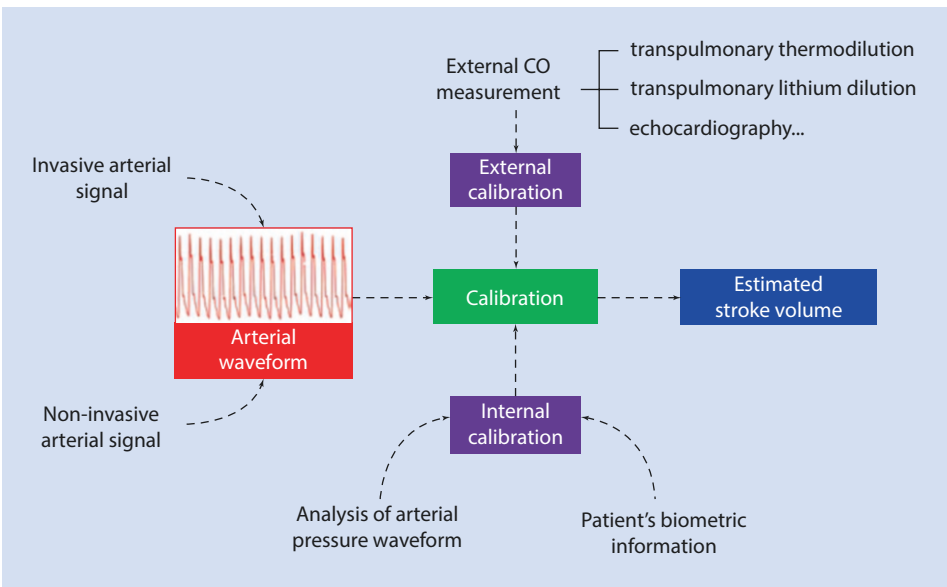 External CO
measurement
transpulmonary thermodilution
transpulmonary lithium dilution
echocardiography...
Invasive arterial
signal
External
calibration
Arterial
waveform
Calibration
Estimated
stroke volume
Non-invasive
arterial signal
Internal
calibration
Analysis of arterial
pressure waveform
Patient’s biometric
information